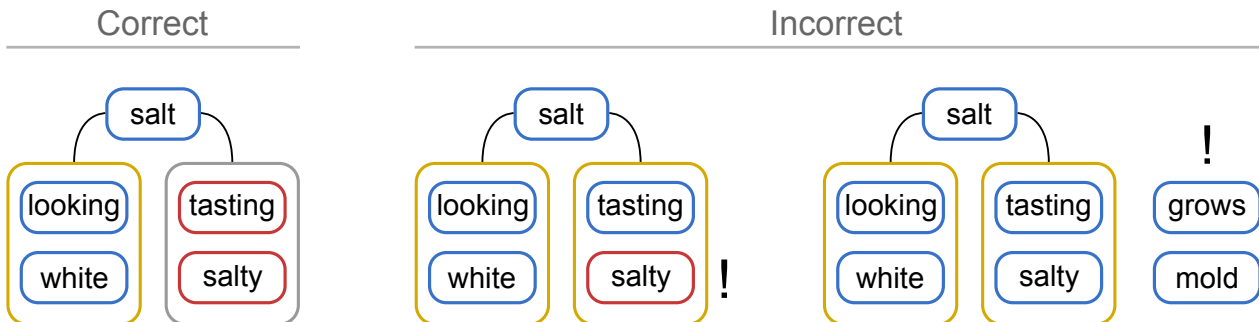 Correct
Incorrect
salt
looking
tasting
white
salty
salt
looking
tasting
white
salty
!
salt
looking
tasting
white
salty
!
grows
mold